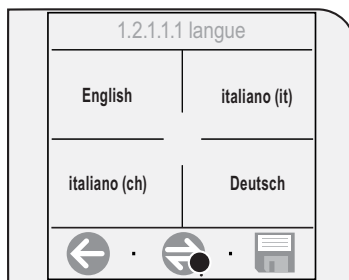 1.2.1.1.1 langue
English
italiano (it)
italiano (ch)
Deutsch